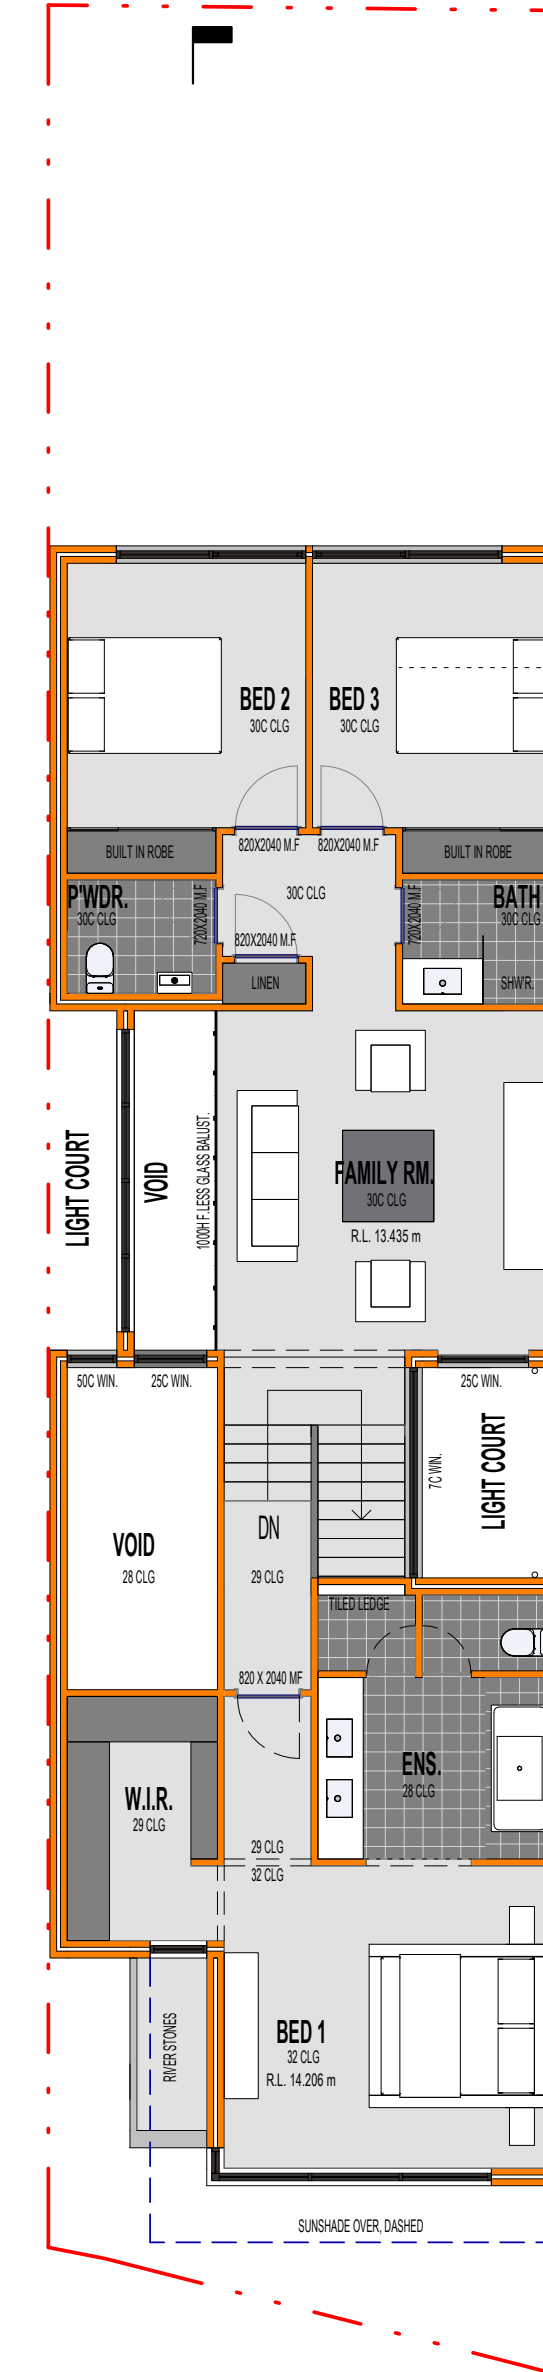 BED 2
30C CLG
BED 3
30C CLG
820X2040 M.F
820X2040 M.F
BUILT IN ROBE
BUILT IN ROBE
P'WDR.
30C CLG
720X2040 M.F
30C CLG
820X2040 M.F
720X2040 M.F
BATH
30C CLG
LINEN
SHW'R.
LIGHT COURT
VOID
1000H F.LESS GLASS BALUST.
FAMILY RM.
30C CLG
R.L. 13.435 m
50C WIN.
25C WIN.
25C WIN.
7C WIN.
LIGHT COURT
VOID
28 CLG
DN
29 CLG
TILED LEDGE
820 X 2040 MF
ENS.
28 CLG
W.I.R.
29 CLG
29 CLG
32 CLG
RIVER STONES
BED 1
32 CLG
R.L. 14.206 m
SUNSHADE OVER, DASHED